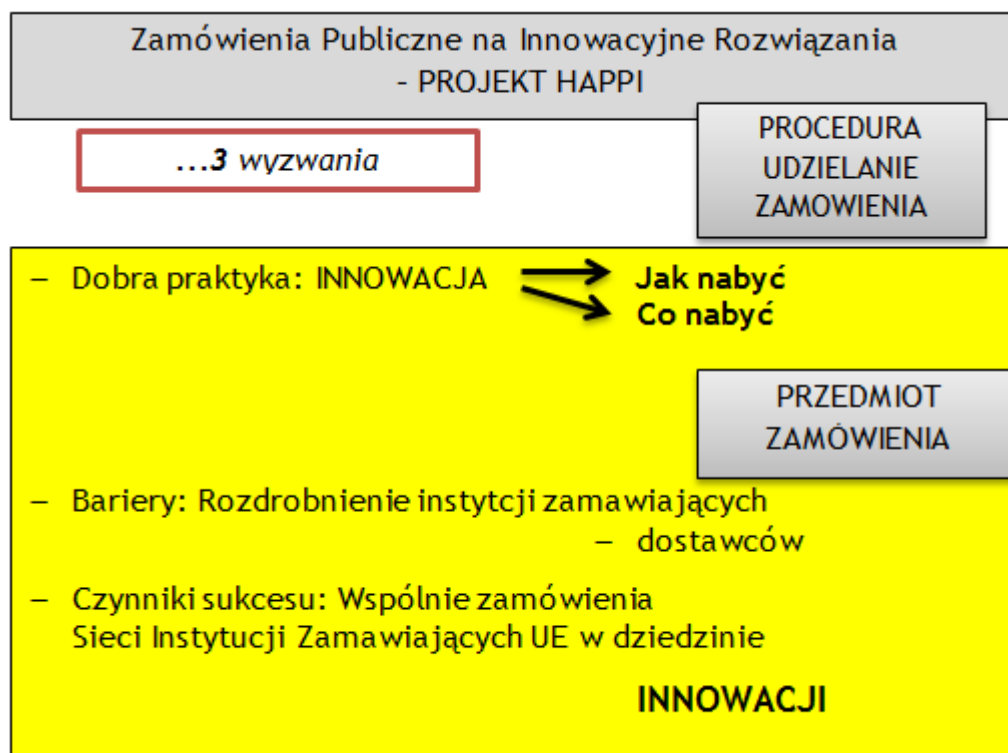 Zamówienia Publiczne na Innowacyjne Rozwiązania
– PROJEKT HAPPI
...3 wyzwania
PROCEDURA
UDZIELANIE
ZAMOWIENIA
– Dobra praktyka: INNOWACJA
Jak nabyć
Co nabyć
PRZEDMIOT
ZAMÓWIENIA
– Bariery: Rozdrobnienie instytcji zamawiających
– dostawców
– Czynniki sukcesu: Wspólnie zamówienia
Sieci Instytucji Zamawiających UE w dziedzinie
INNOWACJI